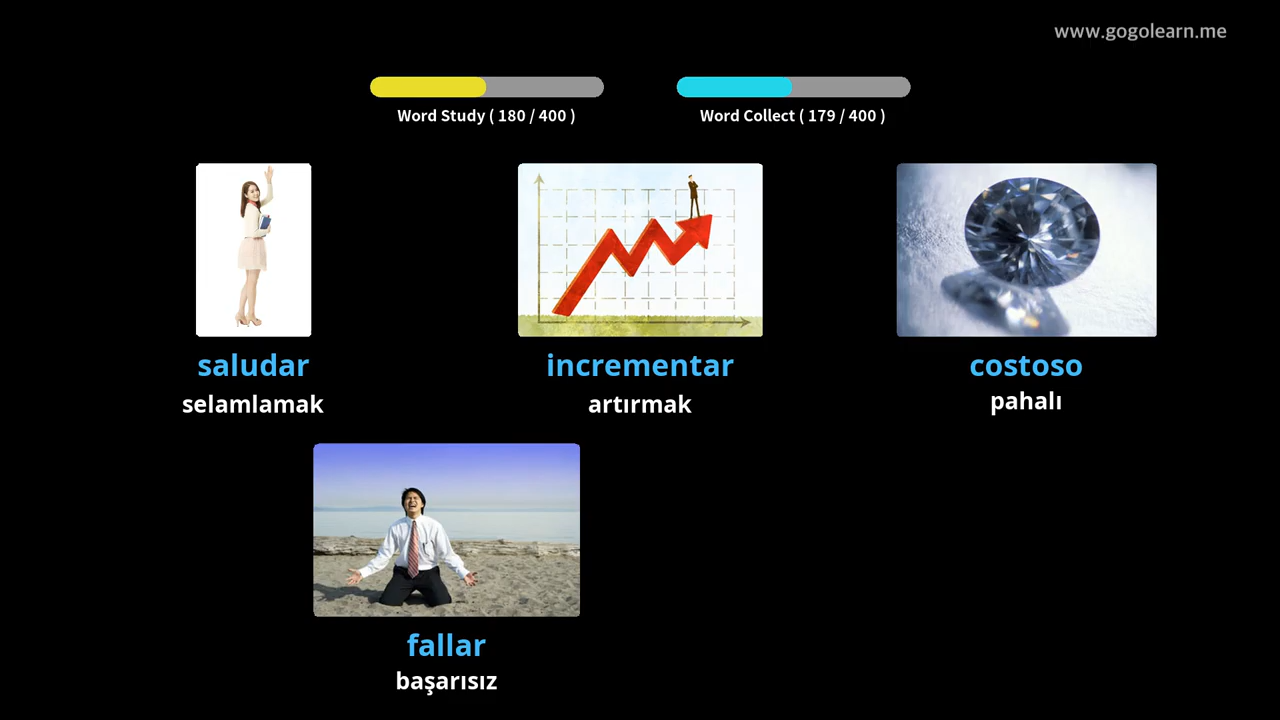 www.gogolearn.me
Word Study ( 180 / 400 )
Word Collect ( 179 / 400 )
saludar
selamlamak
incrementar
artırmak
costoso
pahalı
fallar
başarısız